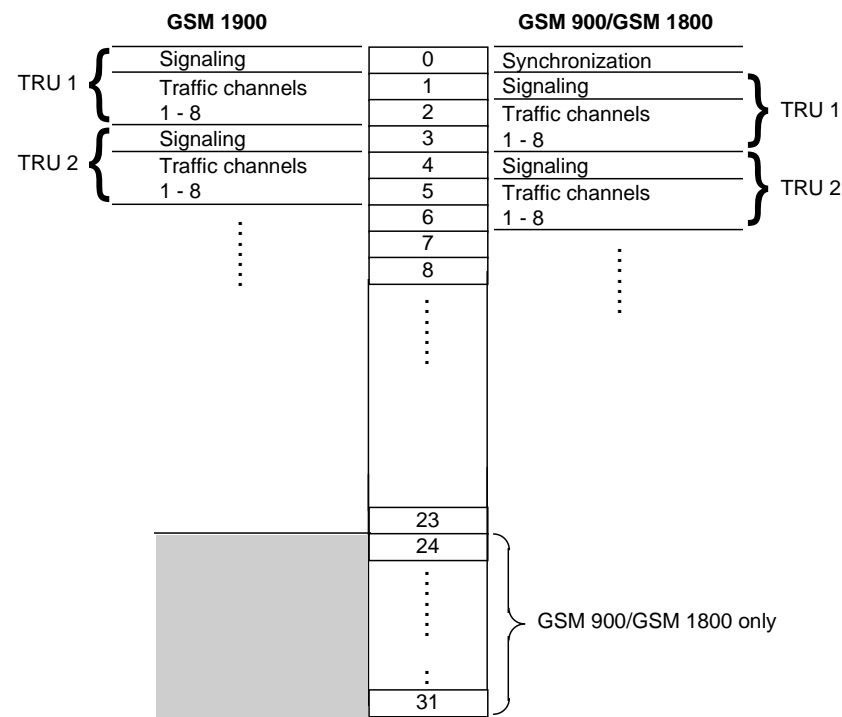 GSM 1900 GSM 900/GSM 1800
Signaling 0 Synchronization
TRU 1 Traffic channels 1 Signaling
1 - 8 2 Traffic channels TRU 1
Signaling 3 1 - 8
TRU 2 Traffic channels 4 Signaling
1 - 8 5 Traffic channels TRU 2
6 1 - 8
7
8
23
24
GSM 900/GSM 1800 only
31